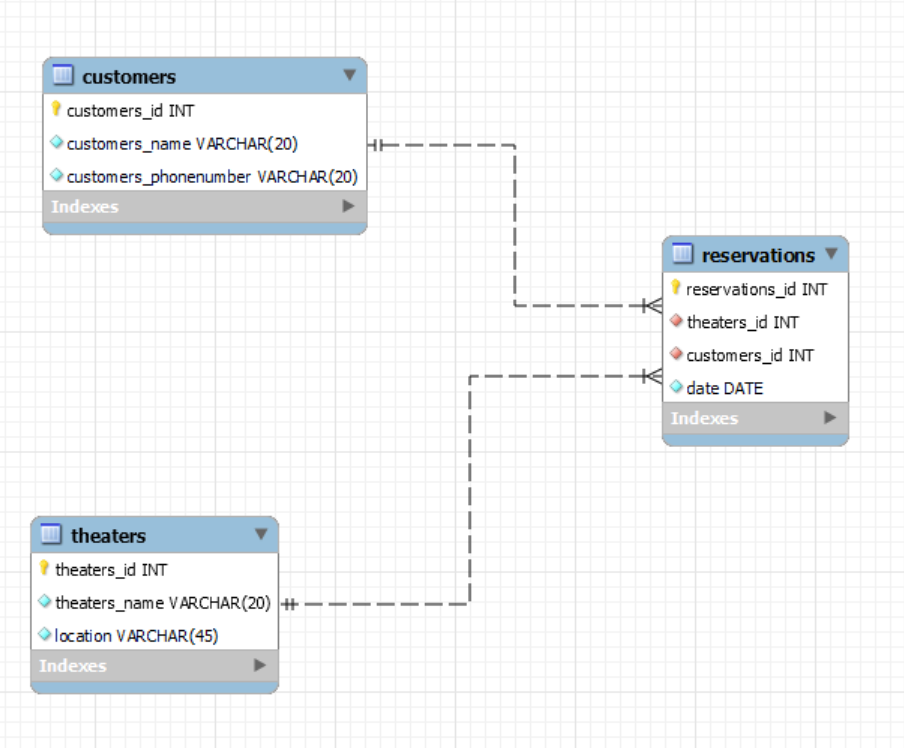 customers
customers_id INT
customers_name VARCHAR(20)
customers_phonenumber VARCHAR(20)
Indexes
reservations
reservations_id INT
theaters_id INT
customers_id INT
date DATE
Indexes
theaters
theaters_id INT
theaters_name VARCHAR(20)
location VARCHAR(45)
Indexes